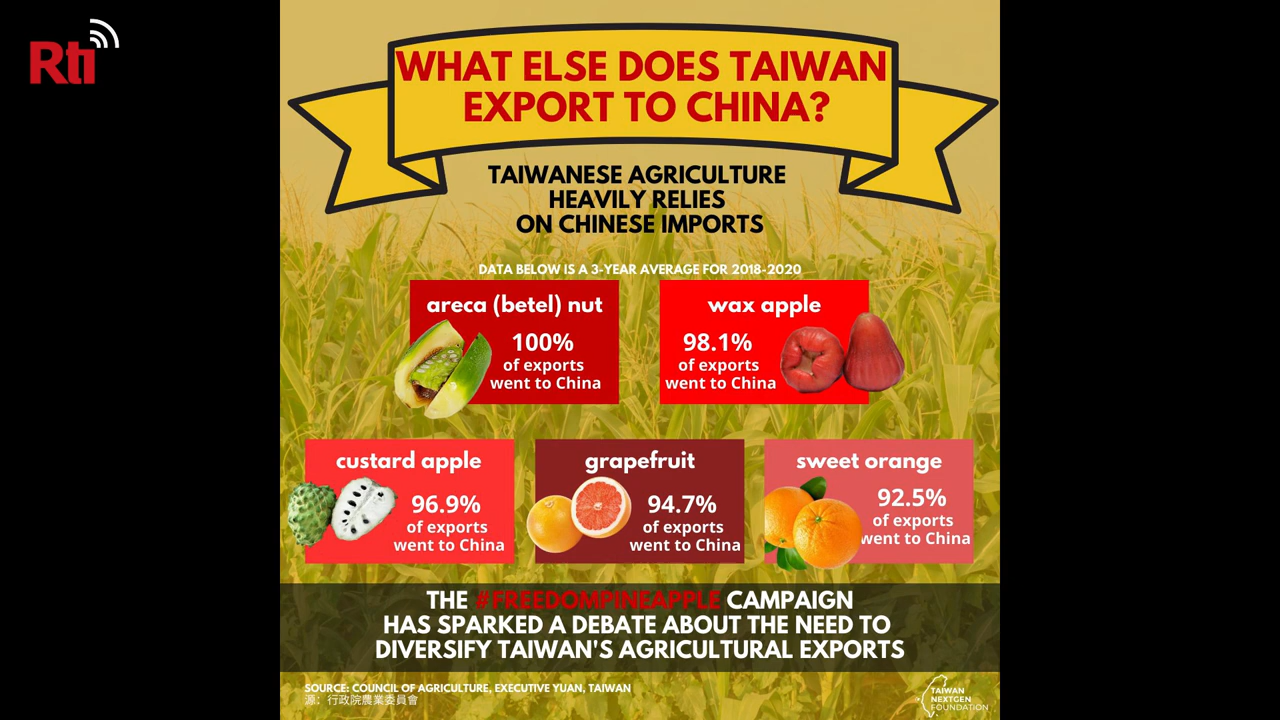 Rti
WHAT ELSE DOES TAIWAN
EXPORT TO CHINA?
TAIWANESE AGRICULTURE
HEAVILY RELIES
ON CHINESE IMPORTS
DATA BELOW IS A 3-YEAR AVERAGE FOR 2018-2020
areca (betel) nut
100%
of exports
went to China
wax apple
98.1%
of exports
went to China
custard apple
96.9%
of exports
went to China
grapefruit
94.7%
of exports
went to China
sweet orange
92.5%
of exports
went to China
THE #FREEDOMPINEAPPLE CAMPAIGN
HAS SPARKED A DEBATE ABOUT THE NEED TO
DIVERSIFY TAIWAN'S AGRICULTURAL EXPORTS
SOURCE: COUNCIL OF AGRICULTURE, EXECUTIVE YUAN, TAIWAN
源：行政院農業委員會
TAIWAN
NEXTGEN
FOUNDATION